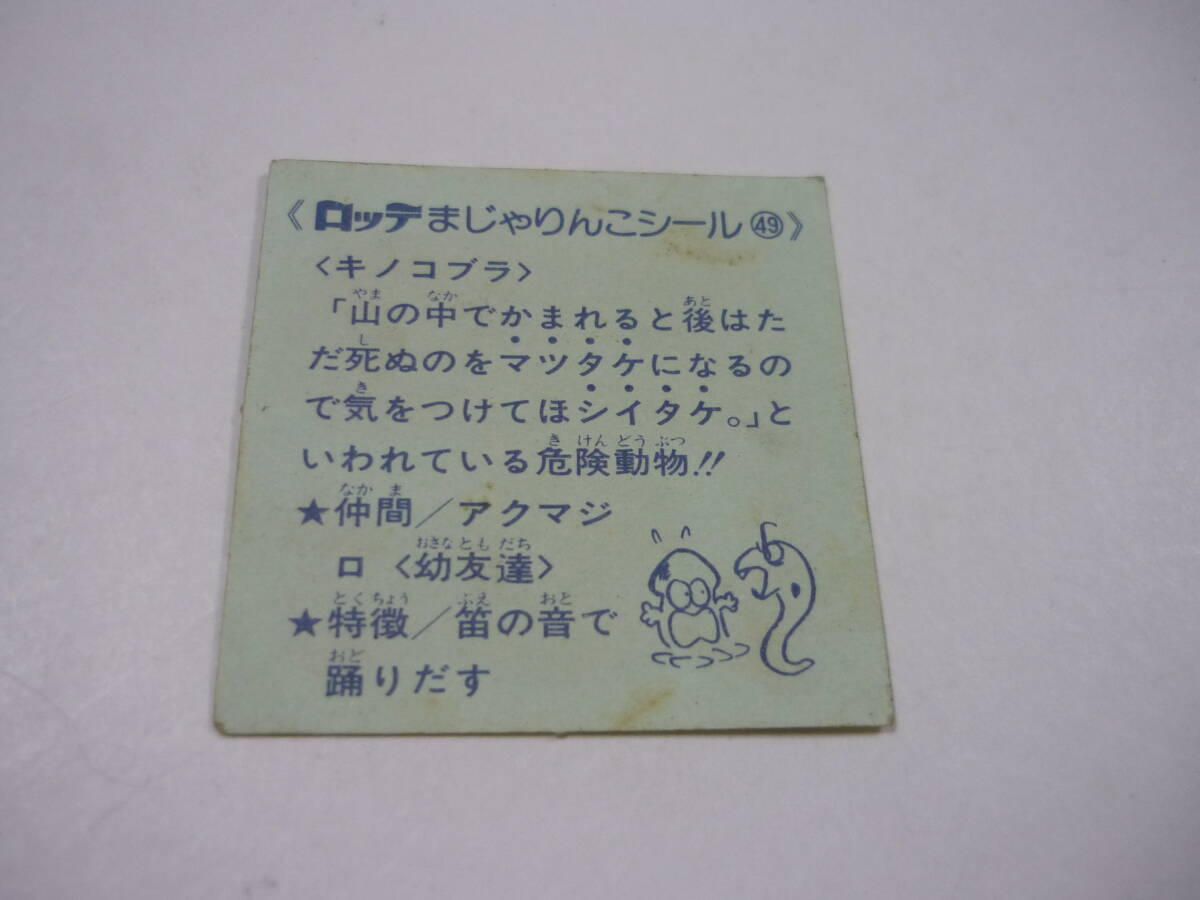 《ロッテまじゃりんこシール㊾》
〈キノコブラ〉
「山の中でかまれると後はた
だ死ぬのをマツタケになるの
で気をつけてほシイタケ。」と
いわれている危険動物!!
★仲間／アクマジ
ロ〈幼友達〉
★特徴／笛の音で
踊りだす